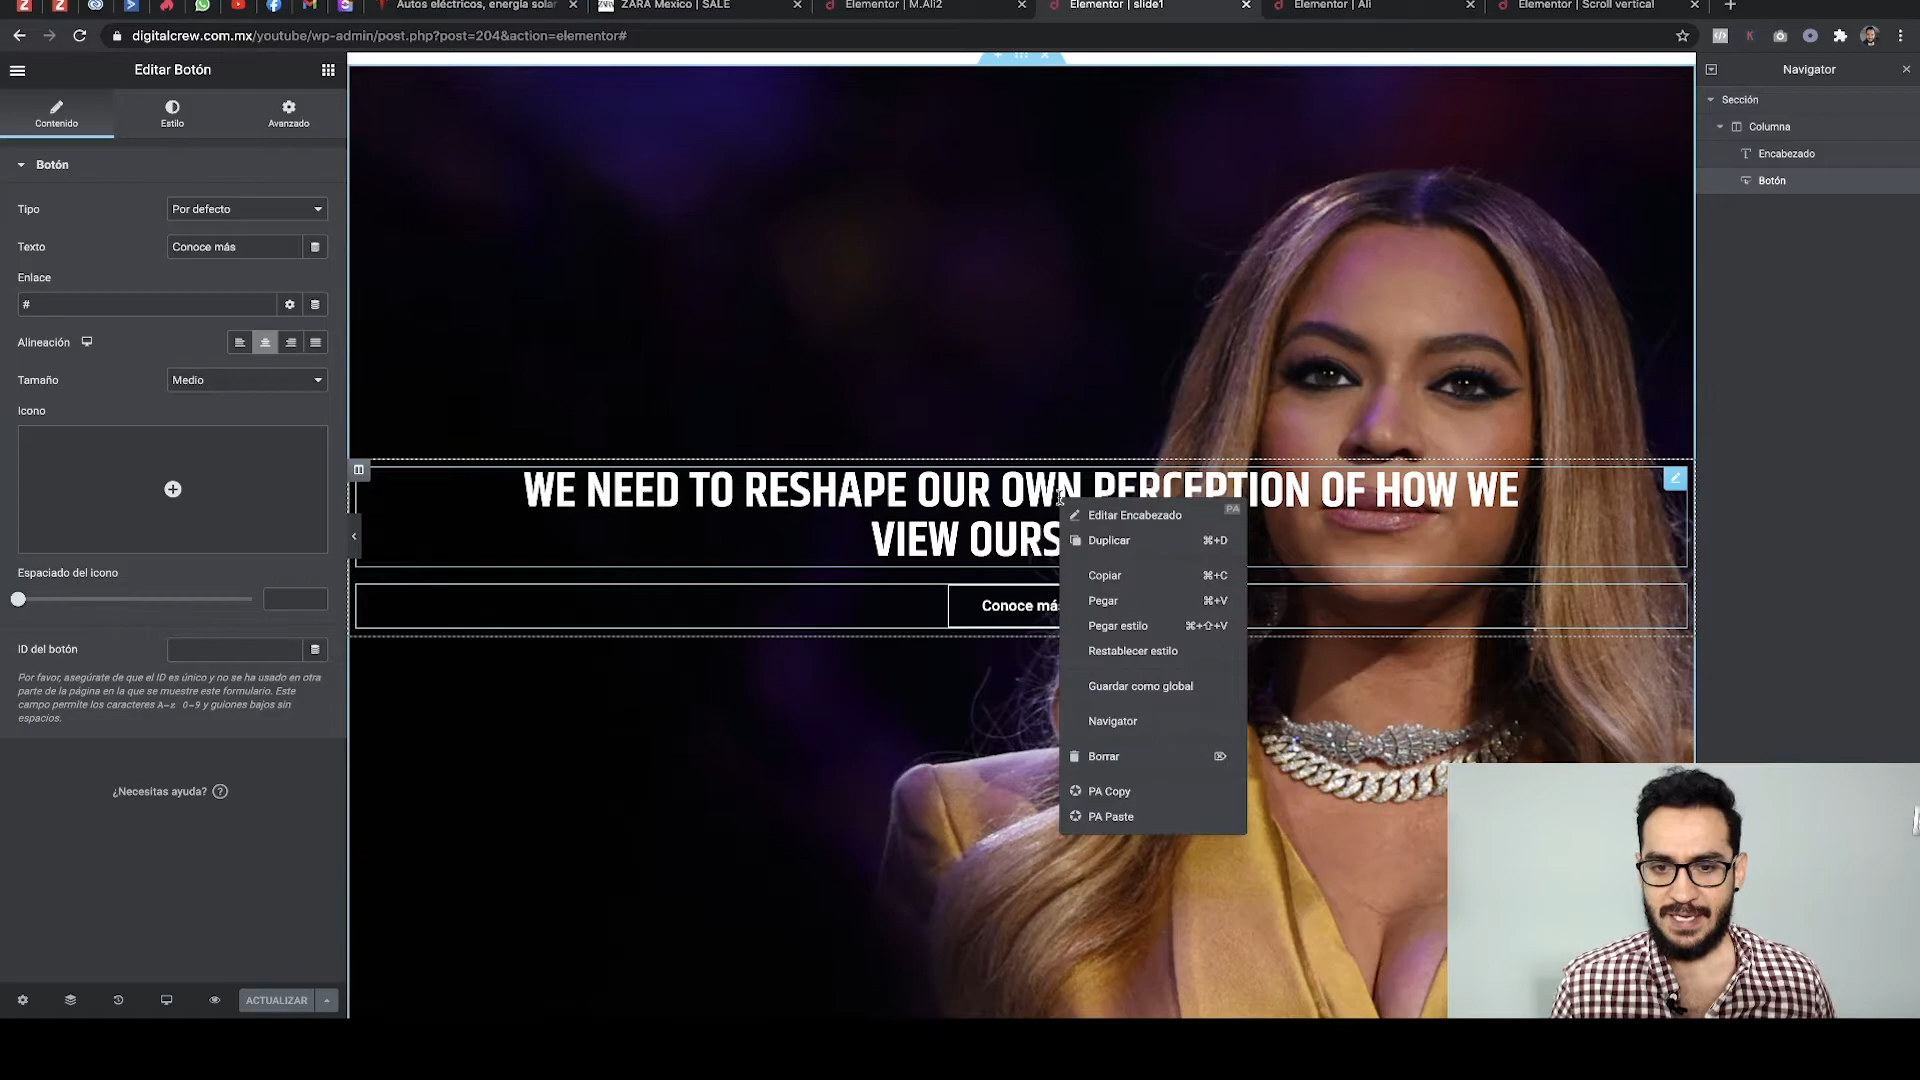 Autos eléctricos, energía solar
ZARA Mexico | SALE
Elementor | M.Ali2
Elementor | slide1
Elementor | Ali
Elementor | Scroll vertical
digitalcrew.com.mx/youtube/wp-admin/post.php?post=204&action=elementor#
Editar Botón
Contenido
Estilo
Avanzado
Botón
Tipo
Por defecto
Texto
Conoce más
Enlace
#
Alineación
Tamaño
Medio
Icono
Espaciado del icono
ID del botón
Por favor, asegúrate de que el ID es único y no se ha usado en otra
parte de la página en la que se muestre este formulario. Este
campo permite los caracteres A-z 0-9 y guiones bajos sin
espacios.
¿Necesitas ayuda? ?
ACTUALIZAR
WE NEED TO RESHAPE OUR OWN PERCEPTION OF HOW WE
VIEW OURS
Conoce más
Editar Encabezado
PA
Duplicar ⌘+D
Copiar ⌘+C
Pegar ⌘+V
Pegar estilo ⌘+⇧+V
Restablecer estilo
Guardar como global
Navigator
Borrar ⌦
PA Copy
PA Paste
Navigator
Sección
Columna
Encabezado
Botón